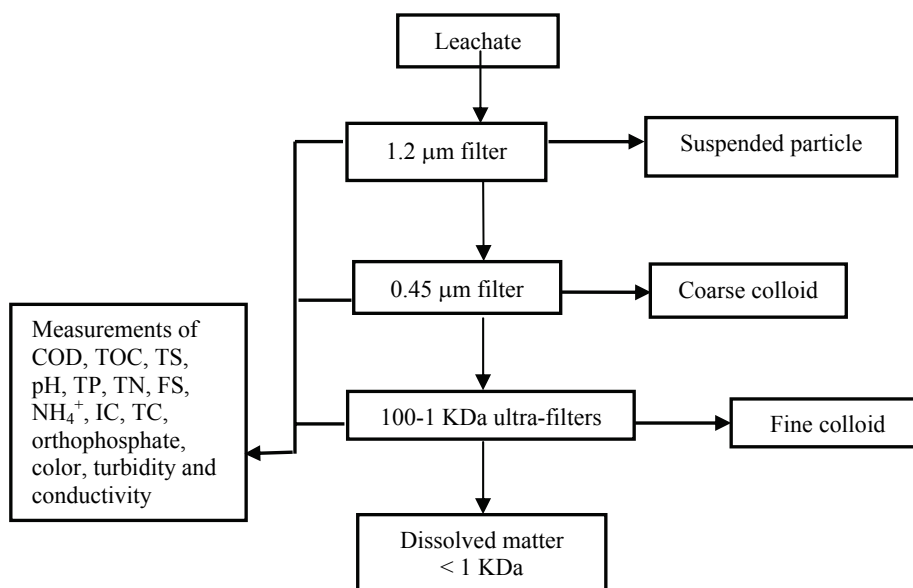 Leachate
1.2 μm filter
Suspended particle
0.45 μm filter
Coarse colloid
Measurements of
COD, TOC, TS,
pH, TP, TN, FS,
NH₄⁺, IC, TC,
orthophosphate,
color, turbidity and
conductivity
100-1 KDa ultra-filters
Fine colloid
Dissolved matter
< 1 KDa